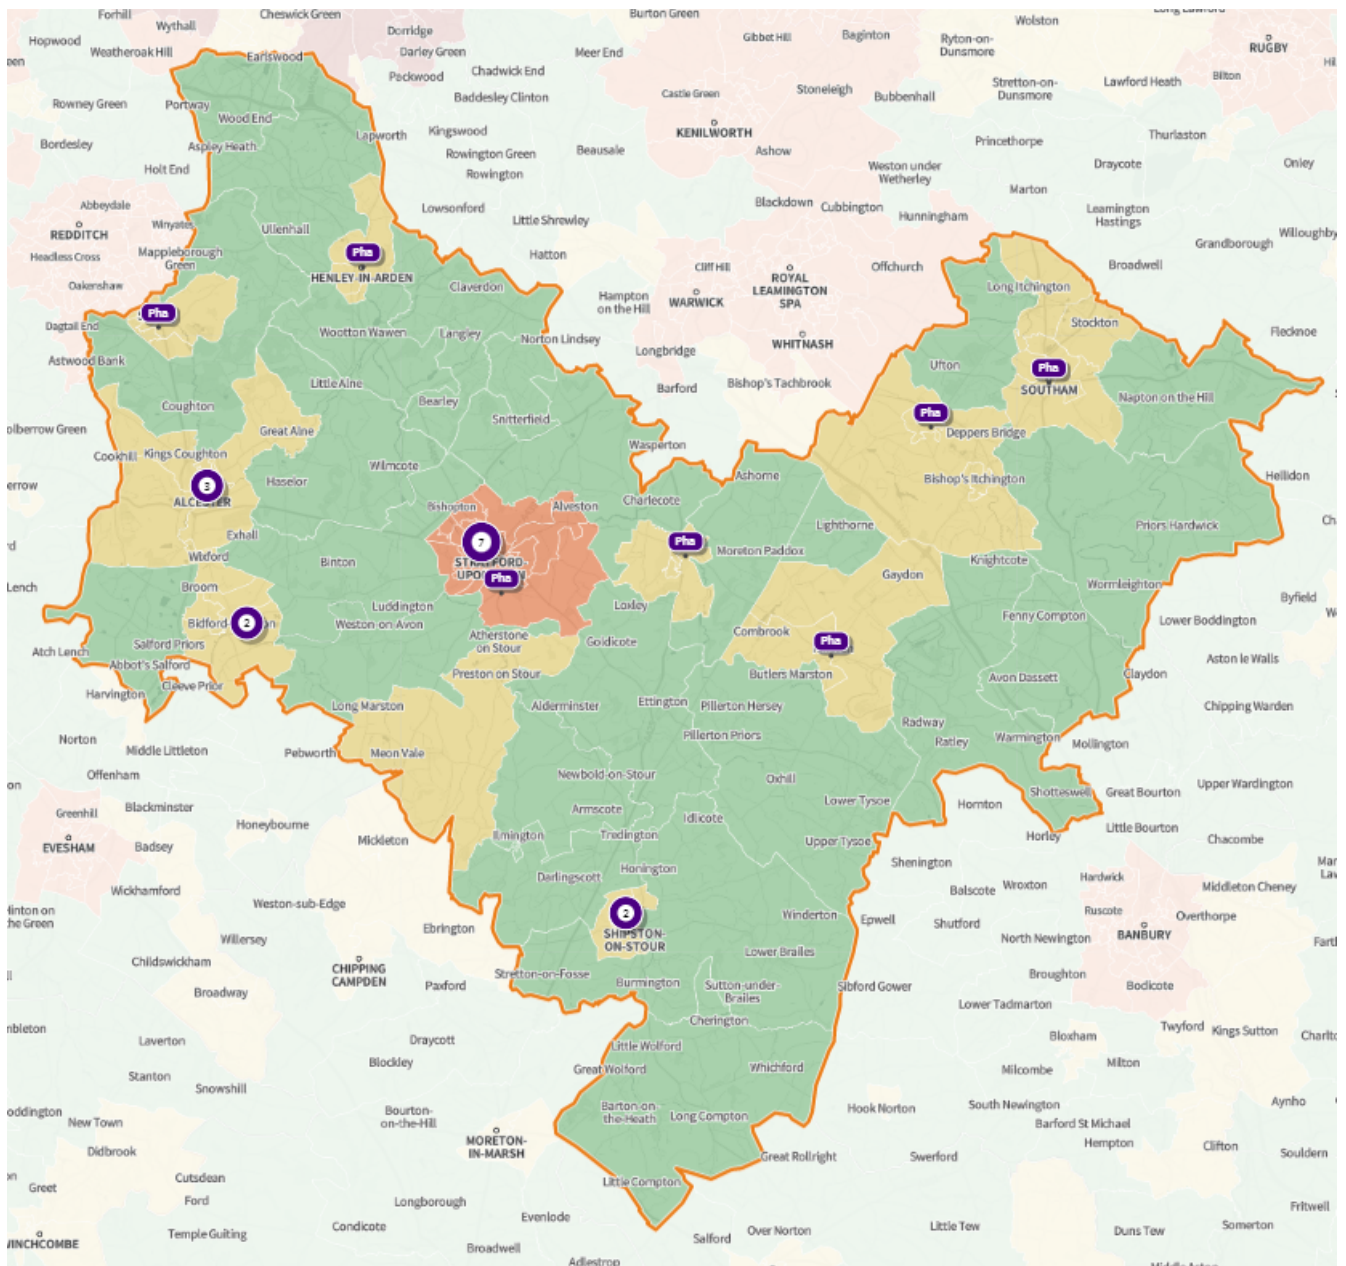 Forhill
Cheswick Green
Burton Green
Wythall
Dorridge
Wolston
Hopwood
Weatheroak Hill
Earlswood
Darley Green
Meer End
Gibbet Hill
Baginton
Ryton-on-
Dunsmore
RUGBY
Packwood
Chadwick End
Bilton
Rowney Green
Portway
Baddesley Clinton
Castle Green
Stoneleigh
Bubbenhall
Stretton-on-
Dunsmore
Lawford Heath
Wood End
Lapworth
Kingswood
KENILWORTH
Thurlaston
Bordesley
Aspley Heath
Rowington Green
Beausale
Ashow
Princethorpe
Holt End
Rowington
Weston under
Wetherley
Draycote
Onley
Abbeydale
Lowsonford
Little Shrewley
Blackdown
Cubbington
Hunningham
Marton
Leamington
Hastings
REDDITCH
Winyates
Ullenhall
Willoughby
Headless Cross
Mappleborough
Green
Pha
Hatton
Grandborough
Oakenshaw
HENLEY-IN-ARDEN
Claverdon
Cliff Hill
ROYAL
LEAMINGTON
SPA
Offchurch
Broadwell
Long Itchington
Hampton
on the Hill
WARWICK
Pha
Dagtail End
Wootton Wawen
Langley
Norton Lindsey
WHITNASH
Stockton
Flecknoe
Astwood Bank
Longbridge
Ufton
Pha
Little Alne
Barford
Bishop's Tachbrook
SOUTHAM
Napton on the Hill
Coughton
Bearley
Snitterfield
Pha
Great Alne
Deppers Bridge
Cookhill
Kings Coughton
Wilmcote
Wasperton
Haselor
Ashorne
Bishop's Itchington
Hellidon
3
Bishopton
Alveston
Charlecote
Lighthorne
Priors Hardwick
Exhall
7
Pha
Moreton Paddox
Wixford
Binton
Pha
Gaydon
Knightcote
Broom
Luddington
Loxley
Wormleighton
Byfield
2
Weston-on-Avon
Combrook
Pha
Fenny Compton
Lower Boddington
Salford Priors
Atherstone
on Stour
Goldicote
Atch Lench
Abbot's Salford
Preston on Stour
Butlers Marston
Avon Dassett
Claydon
Aston le Walls
Harvington
Cleeve Prior
Long Marston
Alderminster
Ettington
Pillerton Hersey
Chipping Warden
Norton
Middle Littleton
Pebworth
Meon Vale
Pillerton Priors
Radway
Ratley
Warmington
Mollington
Offenham
Newbold-on-Stour
Oxhill
Upper Wardington
Greenhill
Blackminster
Honeybourne
Armscote
Idlicote
Lower Tysoe
Hornton
Shotteswell
Great Bourton
EVESHAM
Badsey
Mickleton
Ilmington
Tredington
Upper Tysoe
Horley
Little Bourton
Chacombe
Wickhamford
Darlingscott
Honington
Shenington
Hardwick
Middleton Cheney
Weston-sub-Edge
2
Winderton
Balscote
Wroxton
Ruscote
Overthorpe
Ebrington
SHIPSTON-
ON-STOUR
Epwell
Shutford
North Newington
BANBURY
Willersey
Childswickham
CHIPPING
CAMPDEN
Stretton-on-Fosse
Lower Brailes
Broughton
Broadway
Paxford
Burmington
Sutton-under-
Brailes
Sibford Gower
Bodicote
Lower Tadmarton
Cherington
Twyford
Kings Sutton
Laverton
Draycott
Little Wolford
Bloxham
Stanton
Blockley
Great Wolford
Whichford
Milcombe
Milton
Snowshill
Bourton-
on-the-Hill
Barton-on-
the-Heath
Long Compton
Hook Norton
South Newington
Aynho
New Town
Barford St Michael
Didbrook
MORETON-
IN-MARSH
Great Rollright
Swerford
Hempton
Clifton
Souldern
Greet
Cutsdean
Little Compton
Ford
Longborough
Evenlode
Fritwell
Temple Guiting
Condicote
Salford
Over Norton
Little Tew
Duns Tew
Somerton
Broadwell
Adlestrop